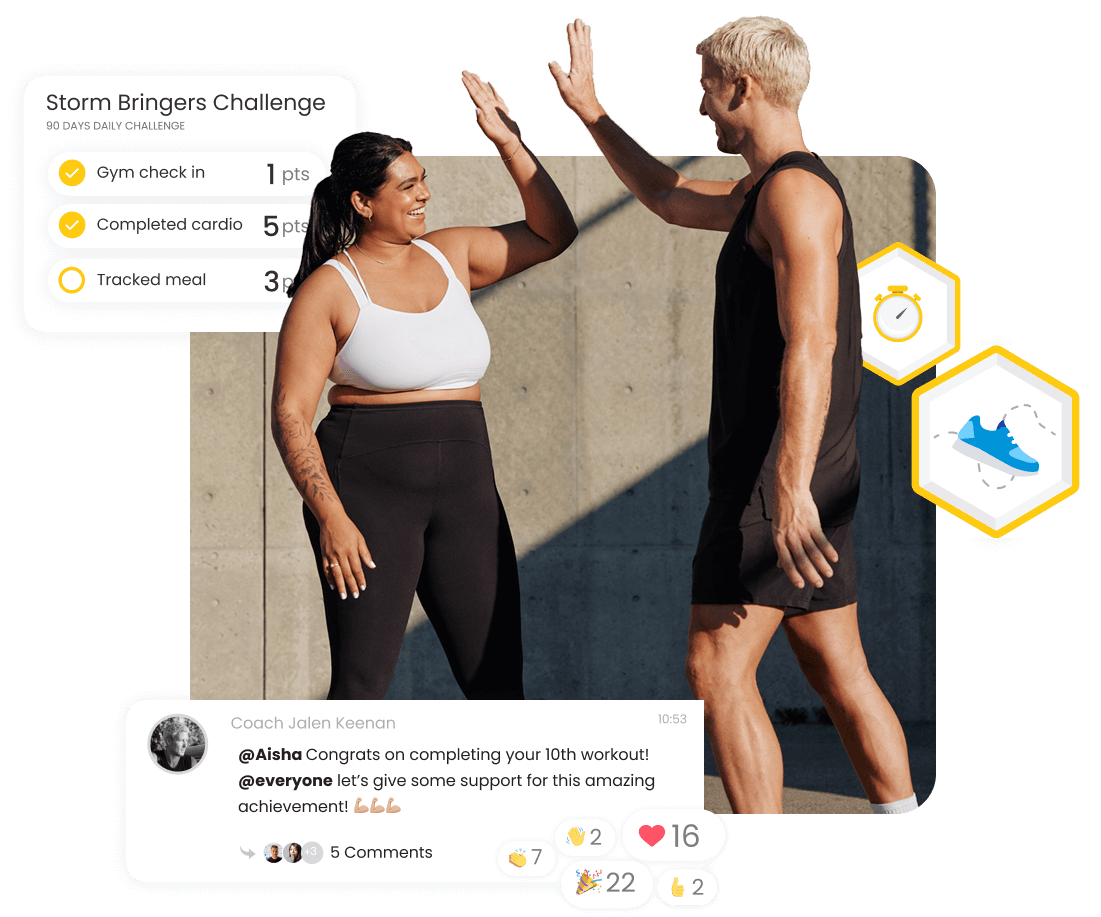 Storm Bringers Challenge
90 DAYS DAILY CHALLENGE
Gym check in 1 pts
Completed cardio 5 pts
Tracked meal 3 p
Coach Jalen Keenan 10:53
@Aisha Congrats on completing your 10th workout!
@everyone let’s give some support for this amazing
achievement! 💪🏼💪🏼💪🏼
+3 5 Comments
👏 7
👋 2
❤️ 16
🎉 22
👍 2